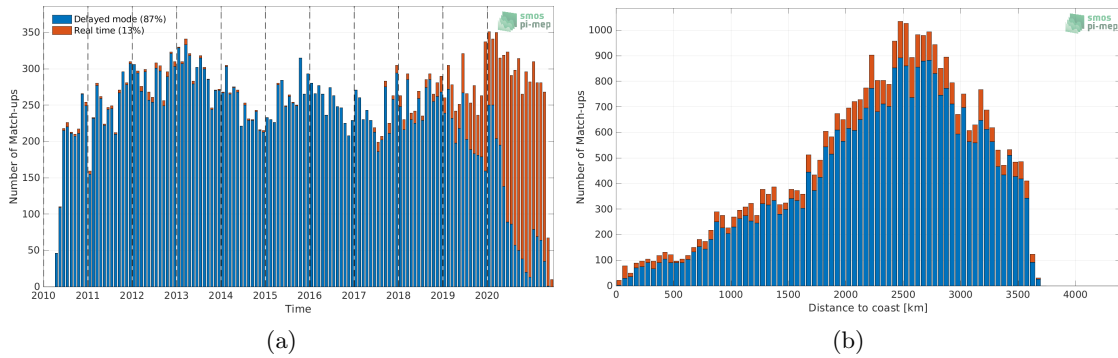 Delayed mode (87%)
Real time (13%)
smos
pi-mep
350
300
250
200
150
100
50
0
Number of Match-ups
2010 2011 2012 2013 2014 2015 2016 2017 2018 2019 2020
Time
(a)
smos
pi-mep
1000
900
800
700
600
500
400
300
200
100
0
Number of Match-ups
0 500 1000 1500 2000 2500 3000 3500 4000
Distance to coast [km]
(b)